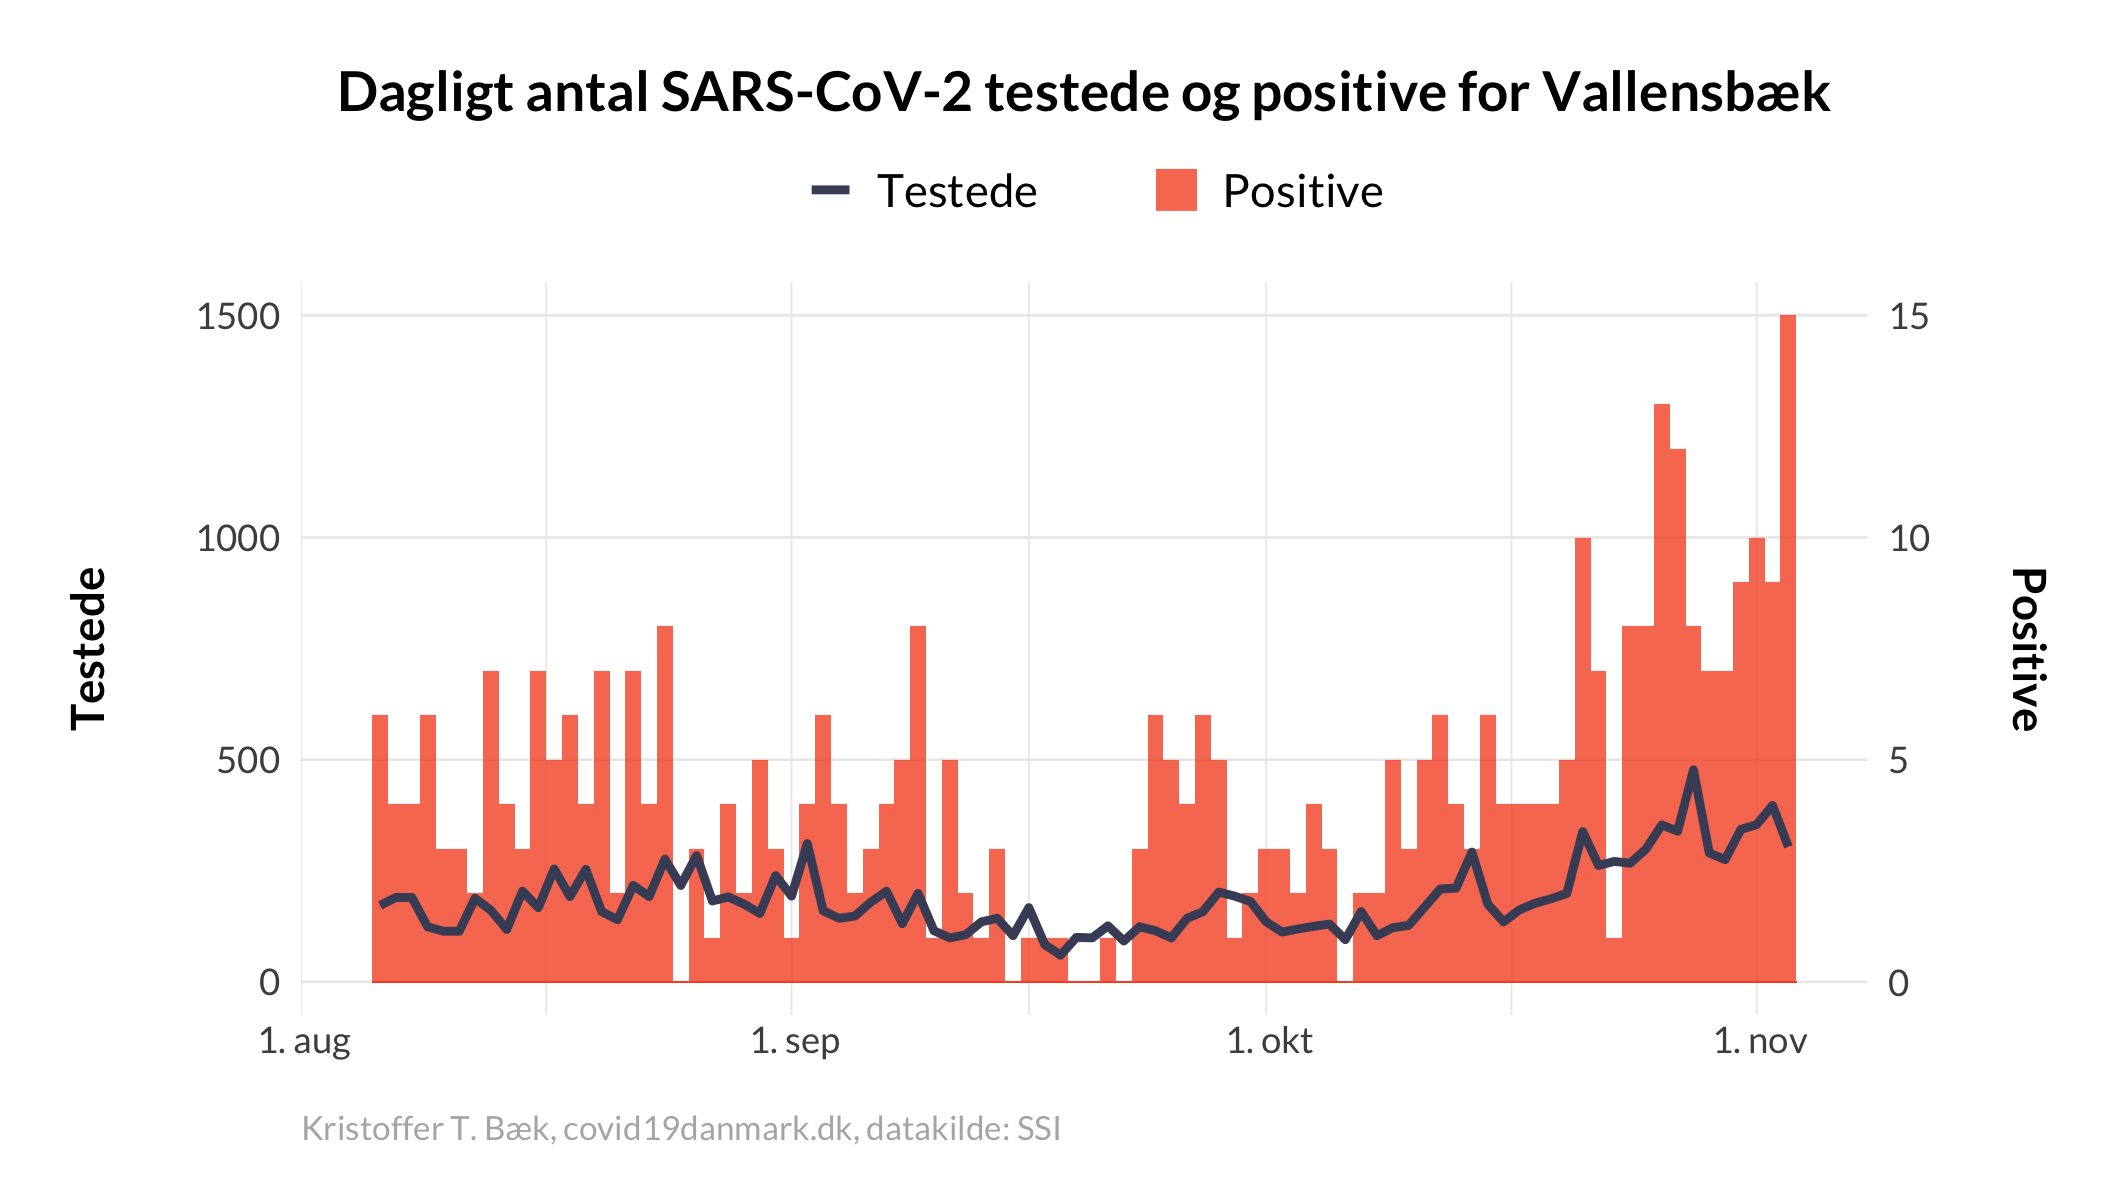 Dagligt antal SARS-CoV-2 testede og positive for Vallensbæk
Testede
Positive
1500
1000
500
0
Testede
15
10
5
0
Positive
1. aug
1. sep
1. okt
1. nov
Kristoffer T. Bæk, covid19danmark.dk, datakilde: SSI